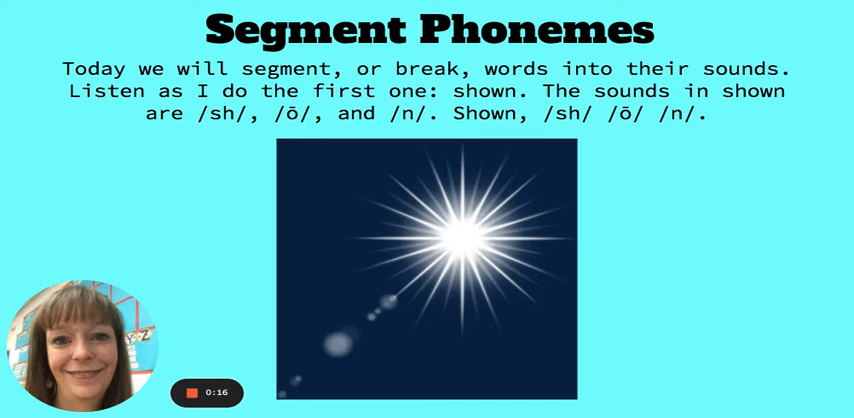 Segment Phonemes
Today we will segment, or break, words into their sounds.
Listen as I do the first one: shown. The sounds in shown
are /sh/, /ō/, and /n/. Shown, /sh/ /ō/ /n/.
0:16